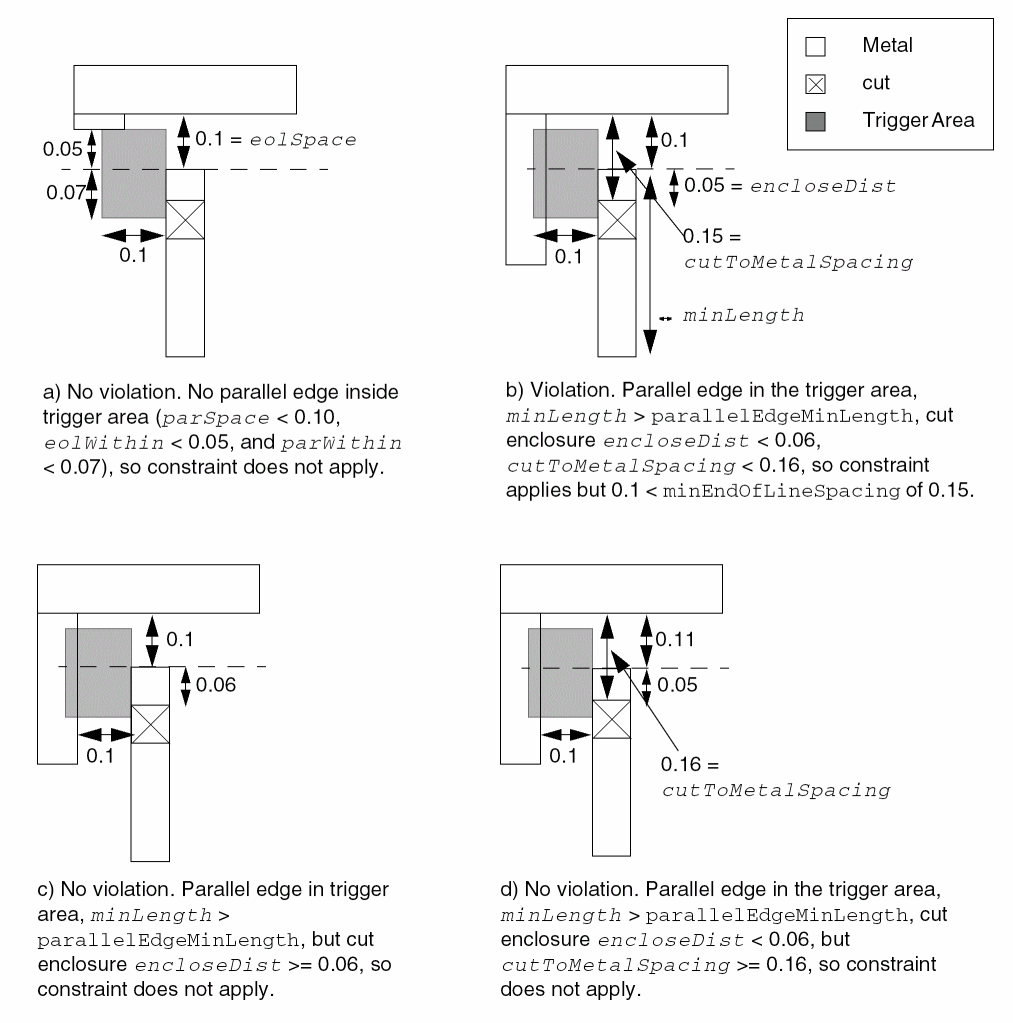 Metal
cut
Trigger Area
0.05
0.1 = eolSpace
0.07
0.1
0.1
0.05 = encloseDist
0.1
0.15 =
cutToMetalSpacing
minLength
a) No violation. No parallel edge inside
trigger area (parSpace < 0.10,
eolWithin < 0.05, and parWithin
< 0.07), so constraint does not apply.
b) Violation. Parallel edge in the trigger area,
minLength > parallelEdgeMinLength, cut
enclosure encloseDist < 0.06,
cutToMetalSpacing < 0.16, so constraint
applies but 0.1 < minEndOfLineSpacing of 0.15.
0.1
0.06
0.1
0.11
0.05
0.1
0.16 =
cutToMetalSpacing
c) No violation. Parallel edge in trigger
area, minLength >
parallelEdgeMinLength, but cut
enclosure encloseDist >= 0.06, so
constraint does not apply.
d) No violation. Parallel edge in the trigger area,
minLength > parallelEdgeMinLength, cut
enclosure encloseDist < 0.06, but
cutToMetalSpacing >= 0.16, so constraint
does not apply.